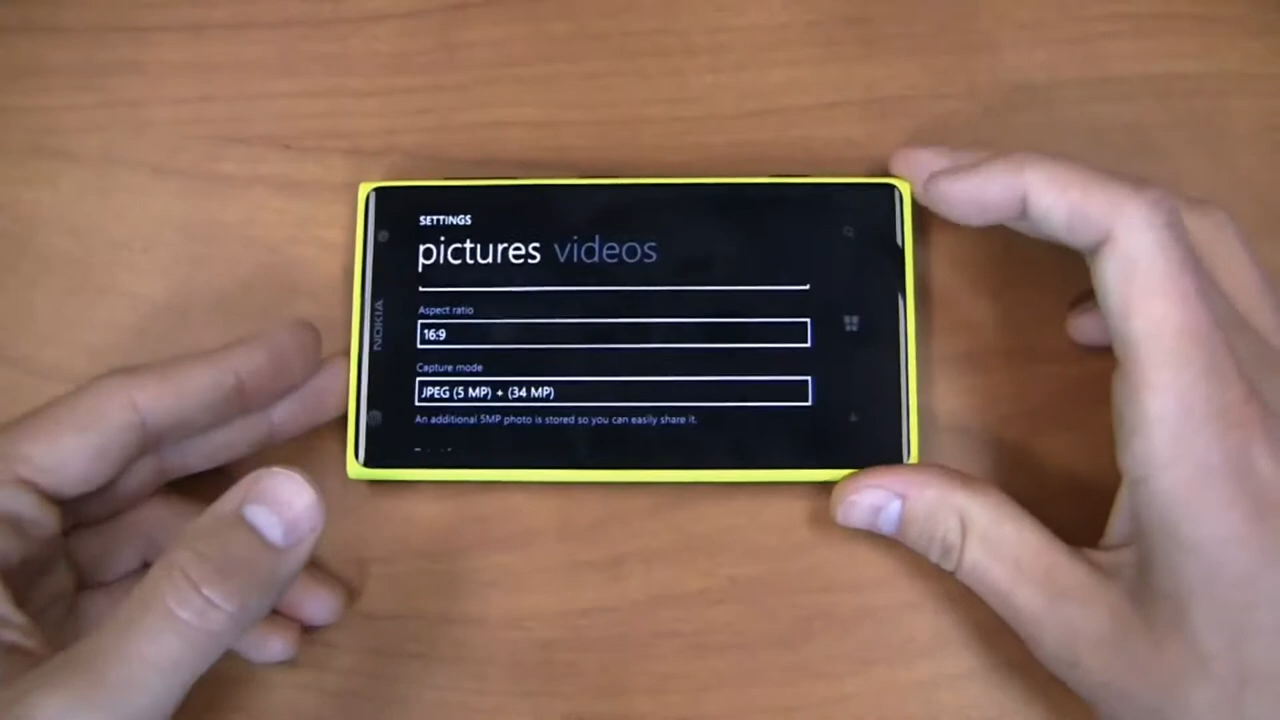 SETTINGS
pictures videos
Aspect ratio
16:9
Capture mode
JPEG (5 MP) + (34 MP)
An additional 5MP photo is stored so you can easily share it.
NOKIA